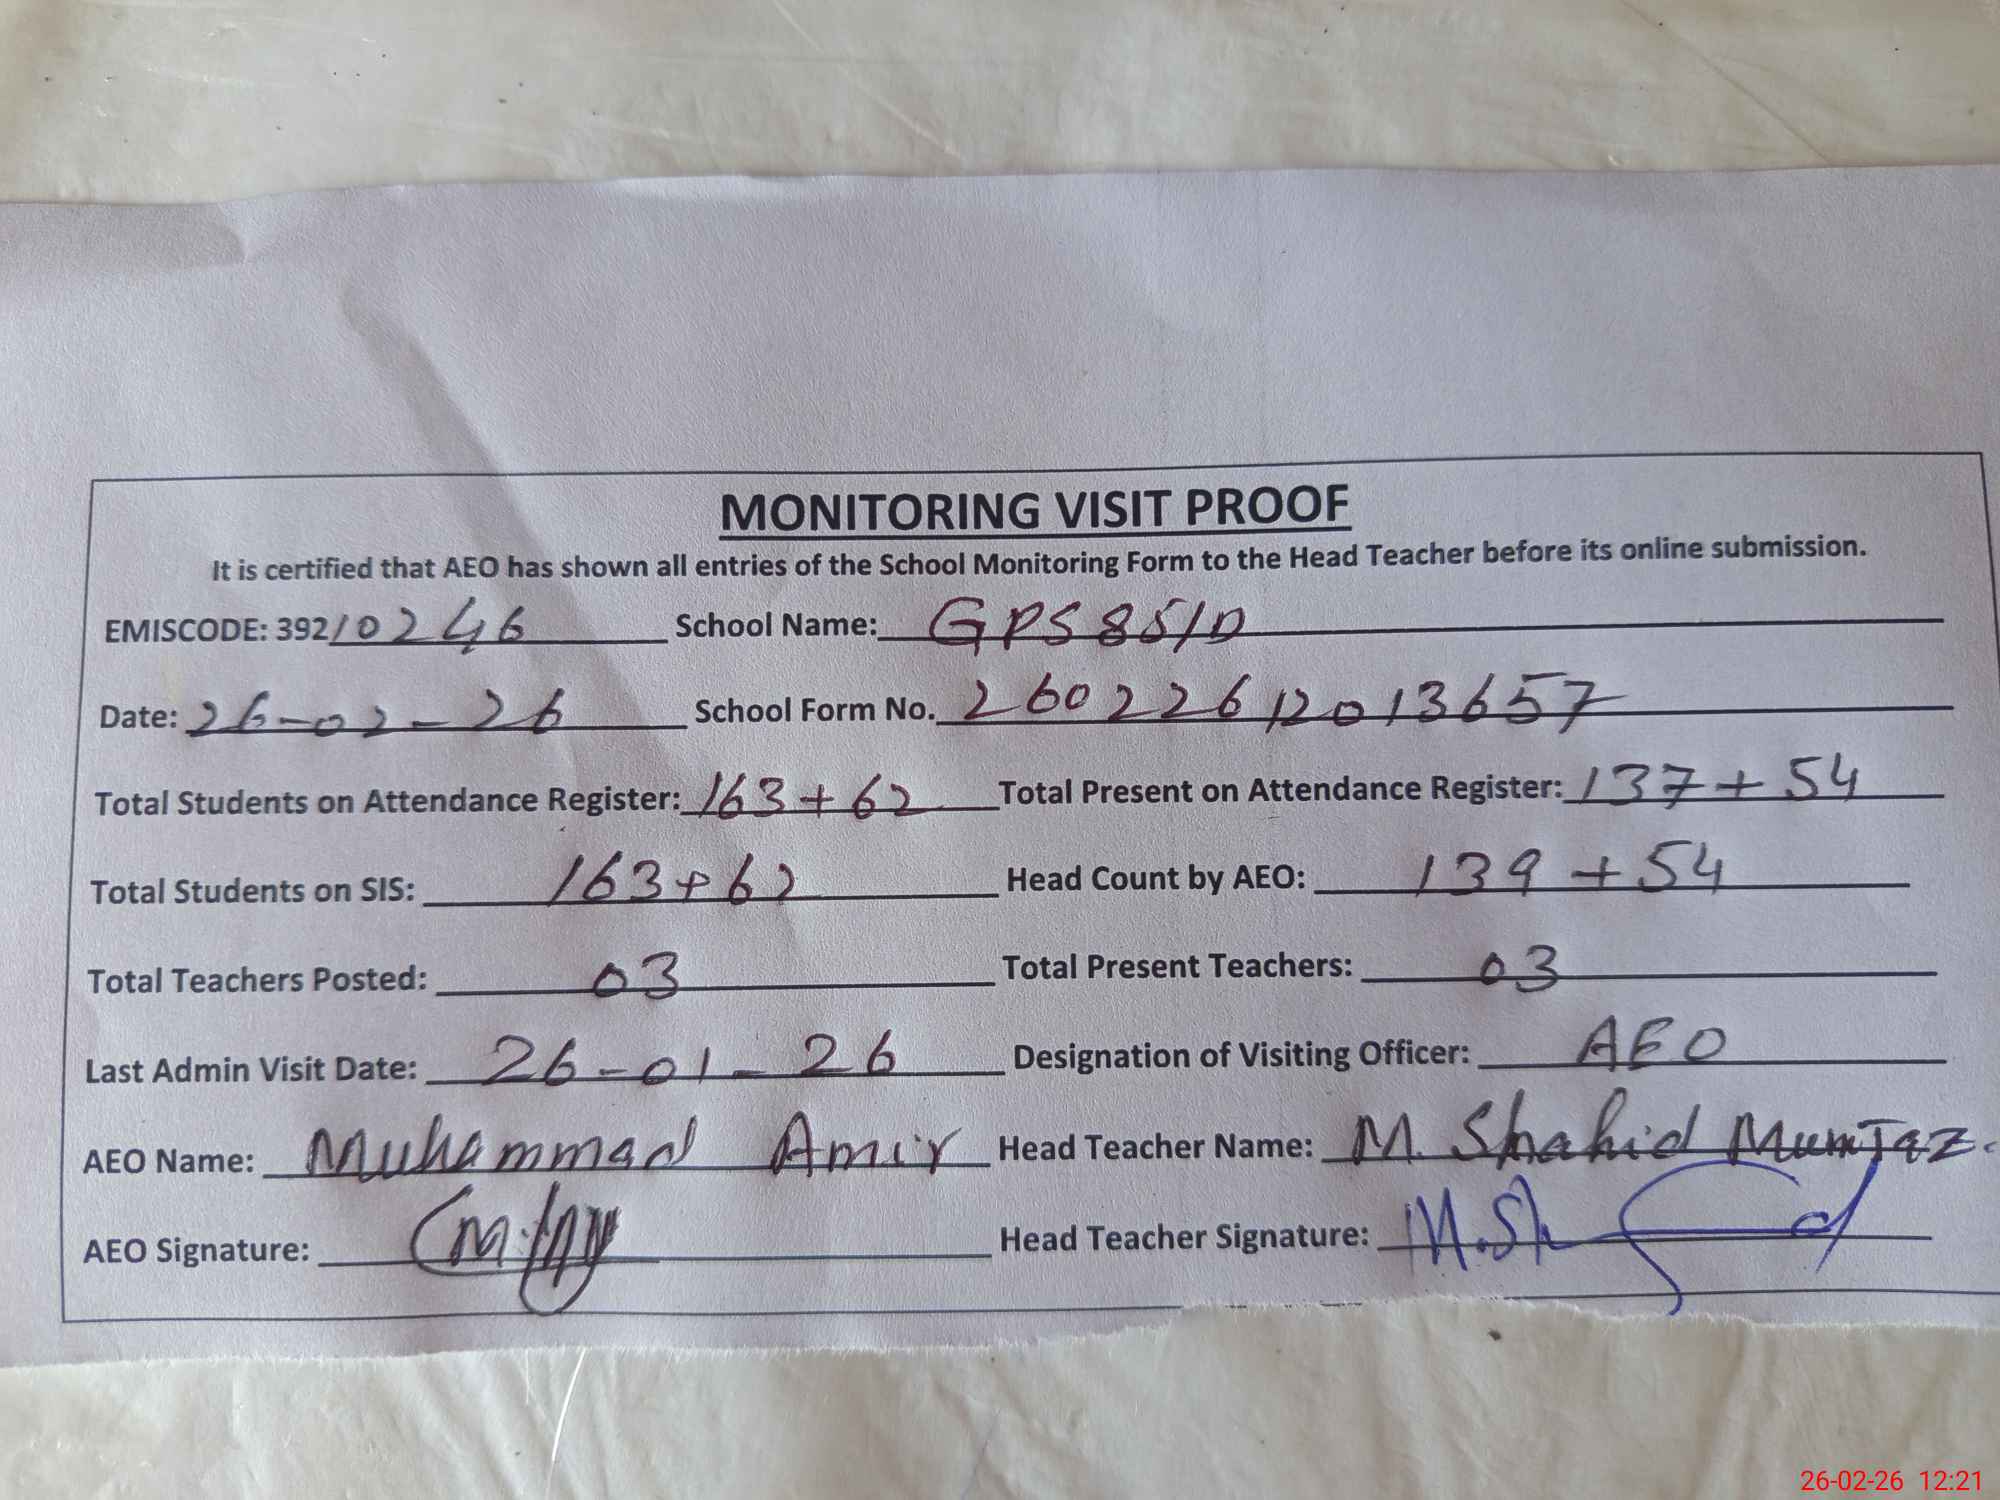 MONITORING VISIT PROOF
It is certified that AEO has shown all entries of the School Monitoring Form to the Head Teacher before its online submission.
EMISCODE: 39210246 School Name: GPS 85/D
Date: 26-02-26 School Form No. 26022612013657
Total Students on Attendance Register: 163+62 Total Present on Attendance Register: 137+54
Total Students on SIS: 163+62 Head Count by AEO: 139+54
Total Teachers Posted: 03 Total Present Teachers: 03
Last Admin Visit Date: 26-01-26 Designation of Visiting Officer: AEO
AEO Name: Muhammad Amir Head Teacher Name: M. Shahid Mumtaz.
AEO Signature: Head Teacher Signature: M.Sh
26-02-26 12:21